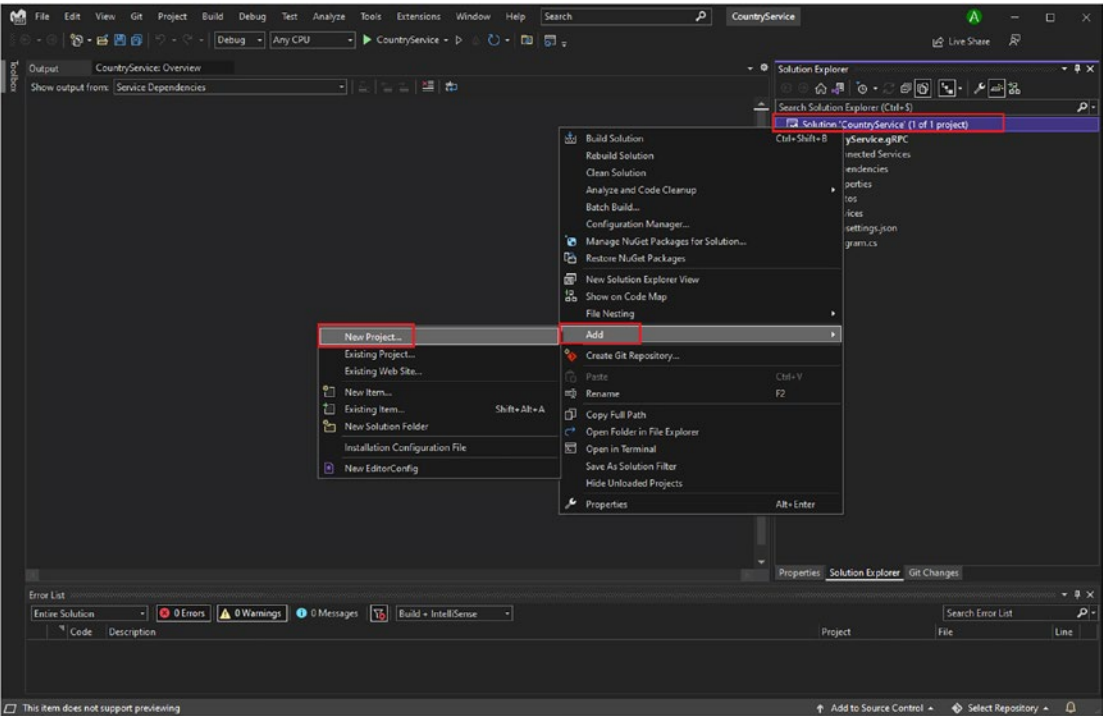 File Edit View Git Project Build Debug Test Analyze Tools Extensions Window Help Search CountryService A
Debug Any CPU CountryService Live Share
Toolbox
Output CountryService: Overview
Show output from: Service Dependencies
Solution Explorer
Search Solution Explorer (Ctrl+$)
Solution 'CountryService' (1 of 1 project)
yService.gRPC
nnected Services
endencies
perties
tos
vices
settings.json
gram.cs
Build Solution Ctrl+Shift+B
Rebuild Solution
Clean Solution
Analyze and Code Cleanup
Batch Build...
Configuration Manager...
Manage NuGet Packages for Solution...
Restore NuGet Packages
New Solution Explorer View
Show on Code Map
File Nesting
Add
Create Git Repository...
Paste Ctrl+V
Rename F2
Copy Full Path
Open Folder in File Explorer
Open in Terminal
Save As Solution Filter
Hide Unloaded Projects
Properties Alt+Enter
New Project...
Existing Project...
Existing Web Site...
New Item...
Existing Item... Shift+Alt+A
New Solution Folder
Installation Configuration File
New EditorConfig
Properties Solution Explorer Git Changes
Error List
Entire Solution 0 Errors 0 Warnings 0 Messages Build + IntelliSense Search Error List
Code Description Project File Line
This item does not support previewing Add to Source Control Select Repository